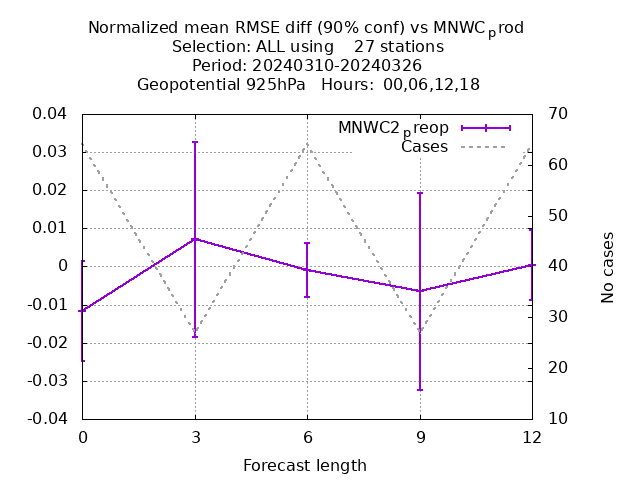 Normalized mean RMSE diff (90% conf) vs MNWC_prod
Selection: ALL using 27 stations
Period: 20240310-20240326
Geopotential 925hPa Hours: 00,06,12,18
MNWC2_preop
Cases
0.04
0.03
0.02
0.01
0
-0.01
-0.02
-0.03
-0.04
70
60
50
40
30
20
10
No cases
0 3 6 9 12
Forecast length